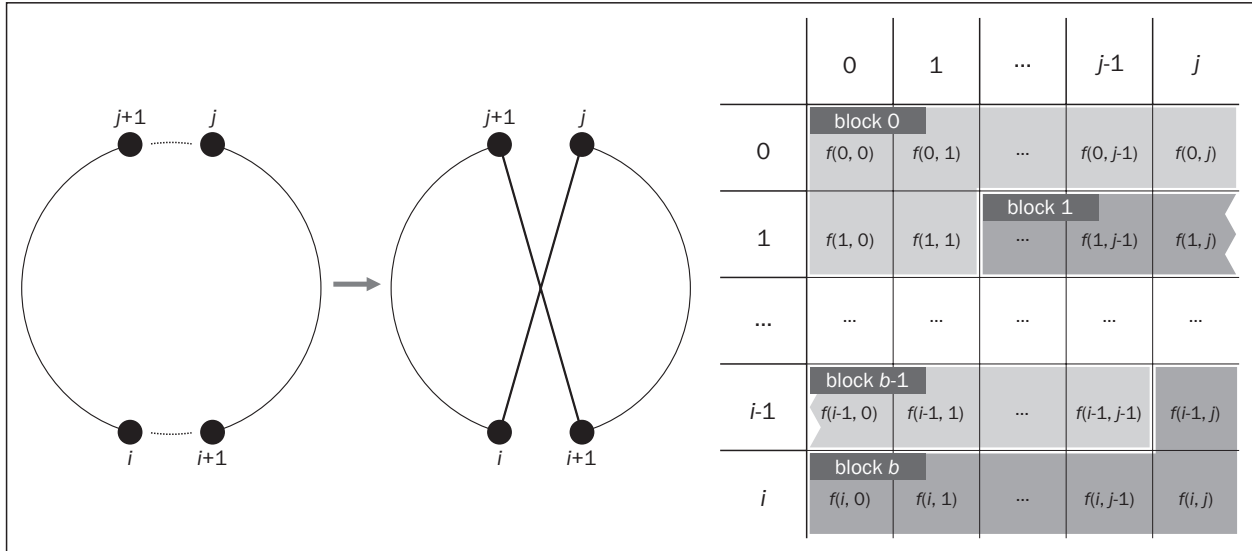 j+1 j
i i+1
j+1 j
i i+1
0 1 ... j-1 j
block 0
0 f(0, 0) f(0, 1) ... f(0, j-1) f(0, j)
block 1
1 f(1, 0) f(1, 1) ... f(1, j-1) f(1, j)
... ... ... ... ... ...
block b-1
i-1 f(i-1, 0) f(i-1, 1) ... f(i-1, j-1) f(i-1, j)
block b
i f(i, 0) f(i, 1) ... f(i, j-1) f(i, j)